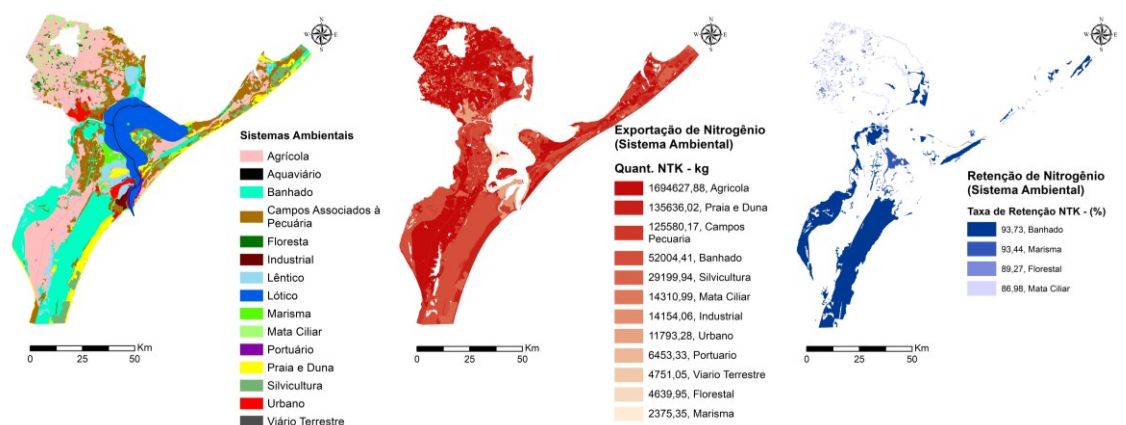 N
W E
S
Sistemas Ambientais
Agrícola
Aquaviário
Banhado
Campos Associados à
Pecuária
Floresta
Industrial
Lêntico
Lótico
Marisma
Mata Ciliar
Portuário
Praia e Duna
Silvicultura
Urbano
Viário Terrestre
Km
0 25 50
N
W E
S
Exportação de Nitrogênio
(Sistema Ambiental)
Quant. NTK - kg
1694627,88, Agricola
135636,02, Praia e Duna
125580,17, Campos
Pecuaria
52004,41, Banhado
29199,94, Silvicultura
14310,99, Mata Ciliar
14154,06, Industrial
11793,28, Urbano
6453,33, Portuario
4751,05, Viario Terrestre
4639,95, Florestal
2375,35, Marisma
Km
0 25 50
N
W E
S
Retenção de Nitrogênio
(Sistema Ambiental)
Taxa de Retenção NTK - (%)
93,73, Banhado
93,44, Marisma
89,27, Florestal
86,98, Mata Ciliar
Km
0 25 50